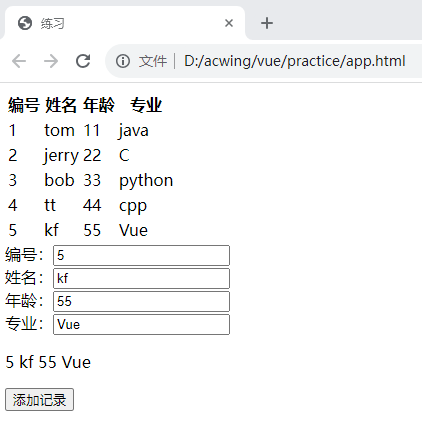 练习
文件 D:/acwing/vue/practice/app.html
编号 姓名 年龄 专业
1 tom 11 java
2 jerry 22 C
3 bob 33 python
4 tt 44 cpp
5 kf 55 Vue
编号： 5
姓名： kf
年龄： 55
专业： Vue
5 kf 55 Vue
添加记录